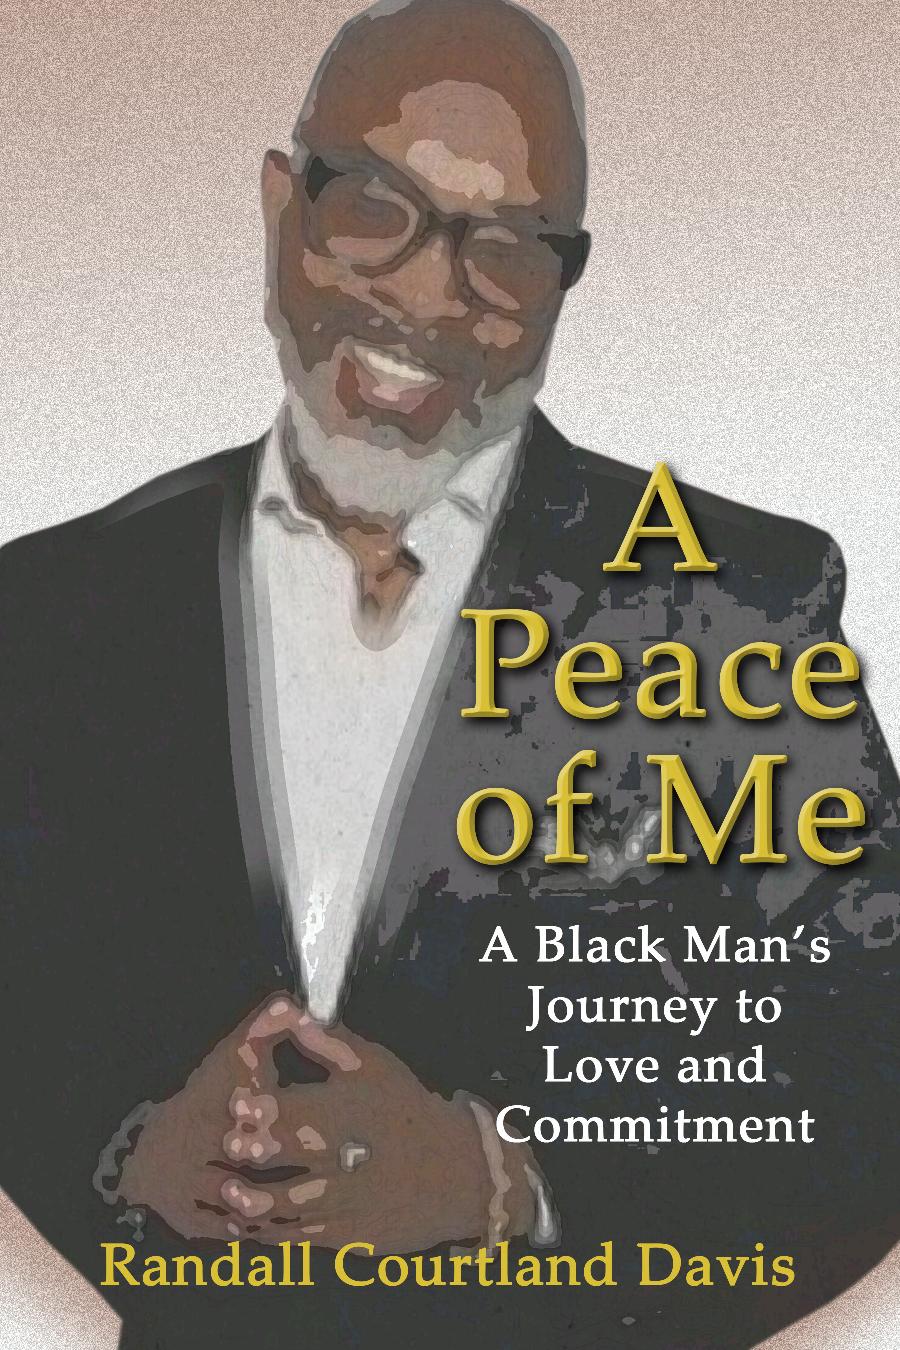 A
Peace
of Me
A Black Man’s
Journey to
Love and
Commitment
Randall Courtland Davis